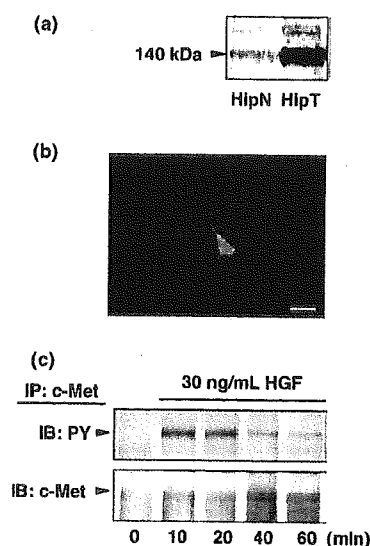 (a)
140 kDa
HipN HipT
(b)
(c)
30 ng/mL HGF
IP: c-Met
IB: PY
IB: c-Met
0 10 20 40 60 (min)